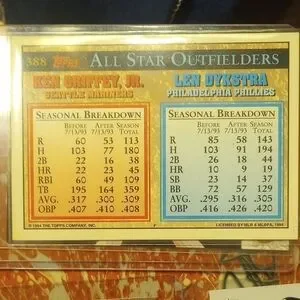 388 Topps ALL STAR OUTFIELDERS
KEN GRIFFEY, JR.
SEATTLE MARINERS
SEASONAL BREAKDOWN
BEFORE AFTER SEASON
7/13/93 7/13/93 TOTAL
R 60 53 113
H 103 77 180
2B 22 16 38
HR 22 23 45
RBI 60 49 109
TB 195 164 359
AVG. .317 .300 .309
OBP .407 .410 .408
© 1994 THE TOPPS COMPANY, INC.
LEN DYKSTRA
PHILADELPHIA PHILLIES
SEASONAL BREAKDOWN
BEFORE AFTER SEASON
7/13/93 7/13/93 TOTAL
R 85 58 143
H 103 91 194
2B 26 18 44
HR 10 9 19
SB 23 14 37
BB 72 57 129
AVG. .295 .316 .305
OBP .416 .426 .420
LICENSED BY MLB & MLBPA, 1994